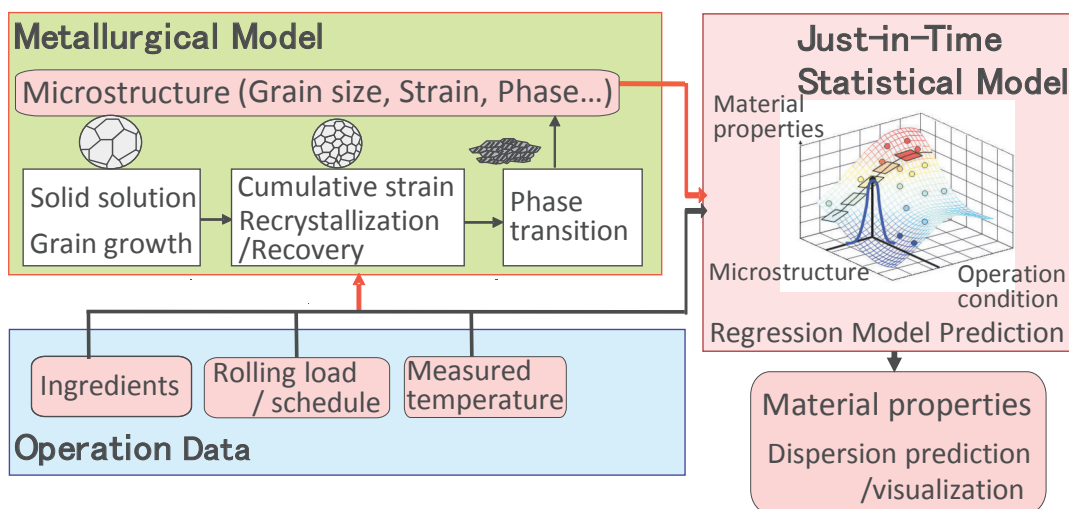 Metallurgical Model
Microstructure (Grain size, Strain, Phase...)
Solid solution
Grain growth
Cumulative strain
Recrystallization
/Recovery
Phase
transition
Ingredients
Rolling load
/ schedule
Measured
temperature
Operation Data
Just-in-Time
Statistical Model
Material
properties
Microstructure
Operation
condition
Regression Model Prediction
Material properties
Dispersion prediction
/visualization